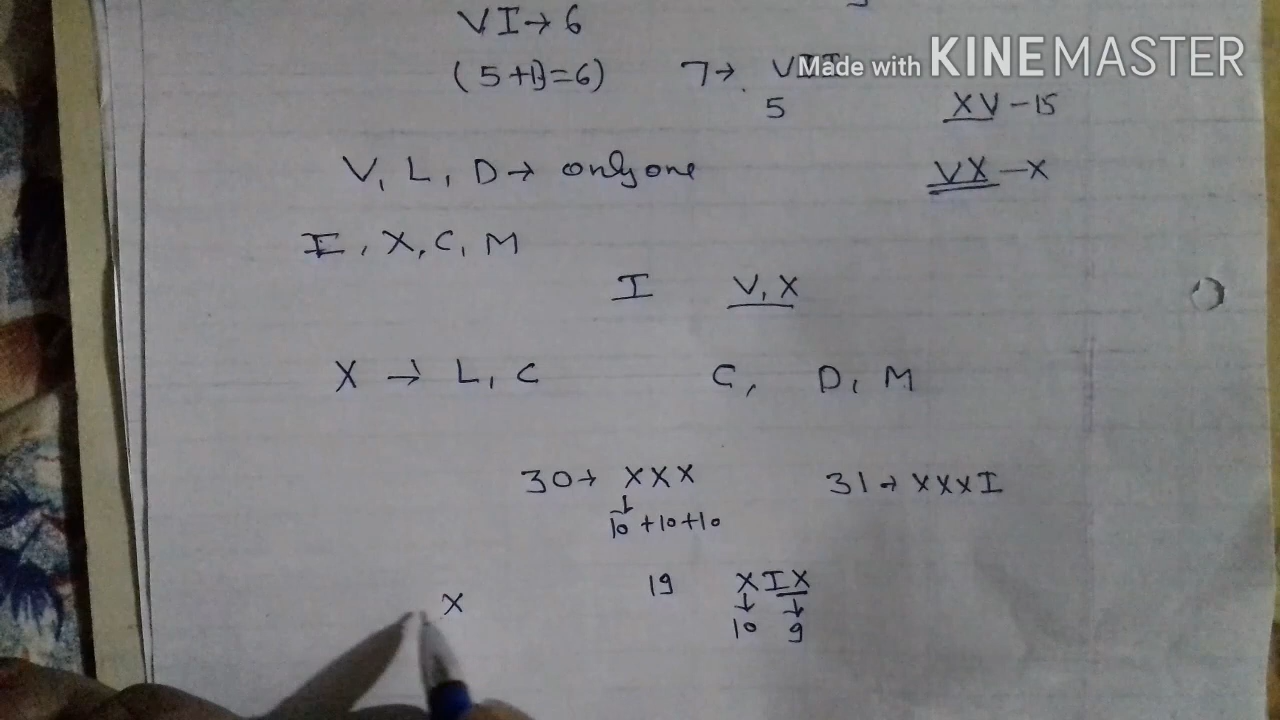 VI→6
(5+1)=6) 7→ VII
Made with KINEMASTER
5 XV-15
V, L, D→ only one VX-X
I, X, C, M
I V, X
X → L, C C, D, M
30→ XXX 31→XXXI
10+10+10
19 XIX
X
10 9